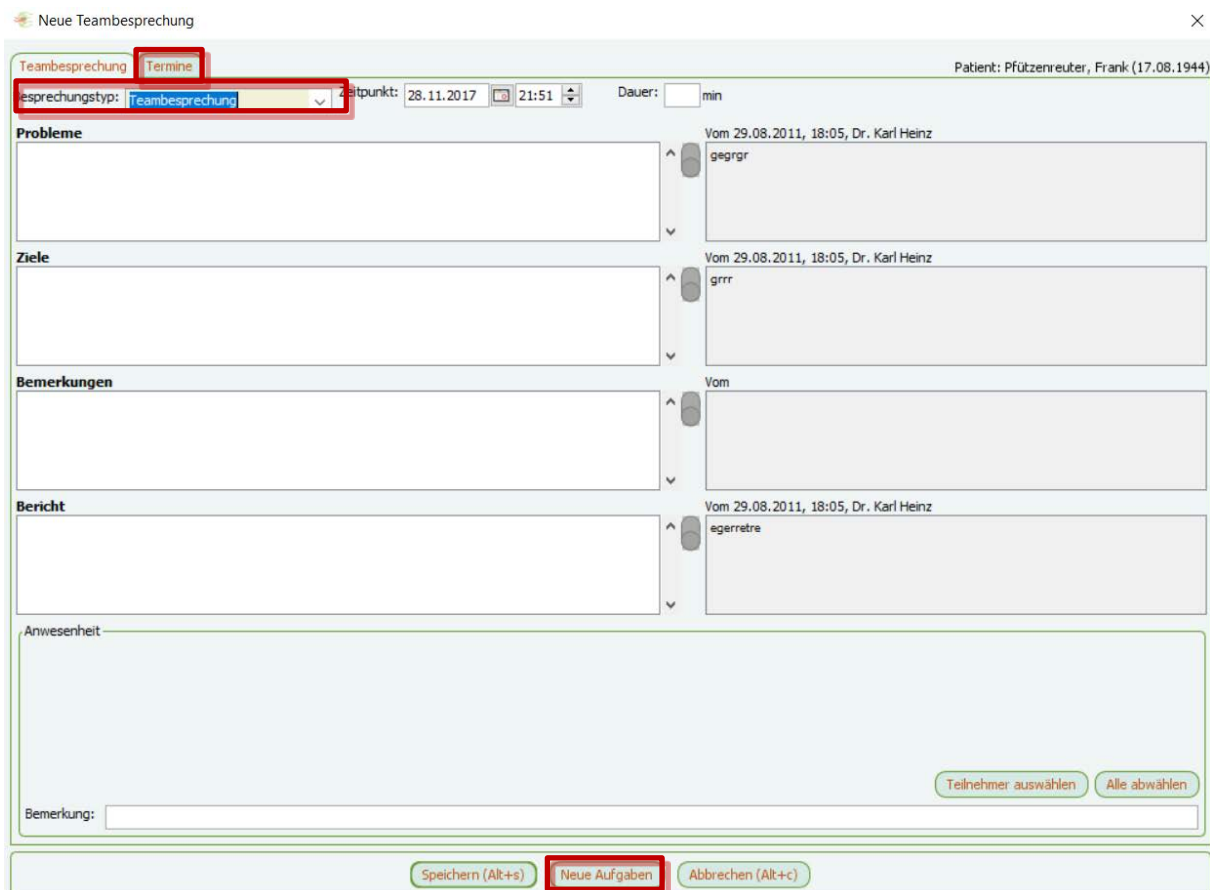 Neue Teambesprechung
Teambesprechung Termine Patient: Pfützenreuter, Frank (17.08.1944)
esprechungstyp: Teambesprechung Zeitpunkt: 28.11.2017 21:51 Dauer: min
Probleme Vom 29.08.2011, 18:05, Dr. Karl Heinz
gegrgr
Ziele Vom 29.08.2011, 18:05, Dr. Karl Heinz
grrr
Bemerkungen Vom
Bericht Vom 29.08.2011, 18:05, Dr. Karl Heinz
egerretre
Anwesenheit
Teilnehmer auswählen Alle abwählen
Bemerkung:
Speichern (Alt+s) Neue Aufgaben Abbrechen (Alt+c)